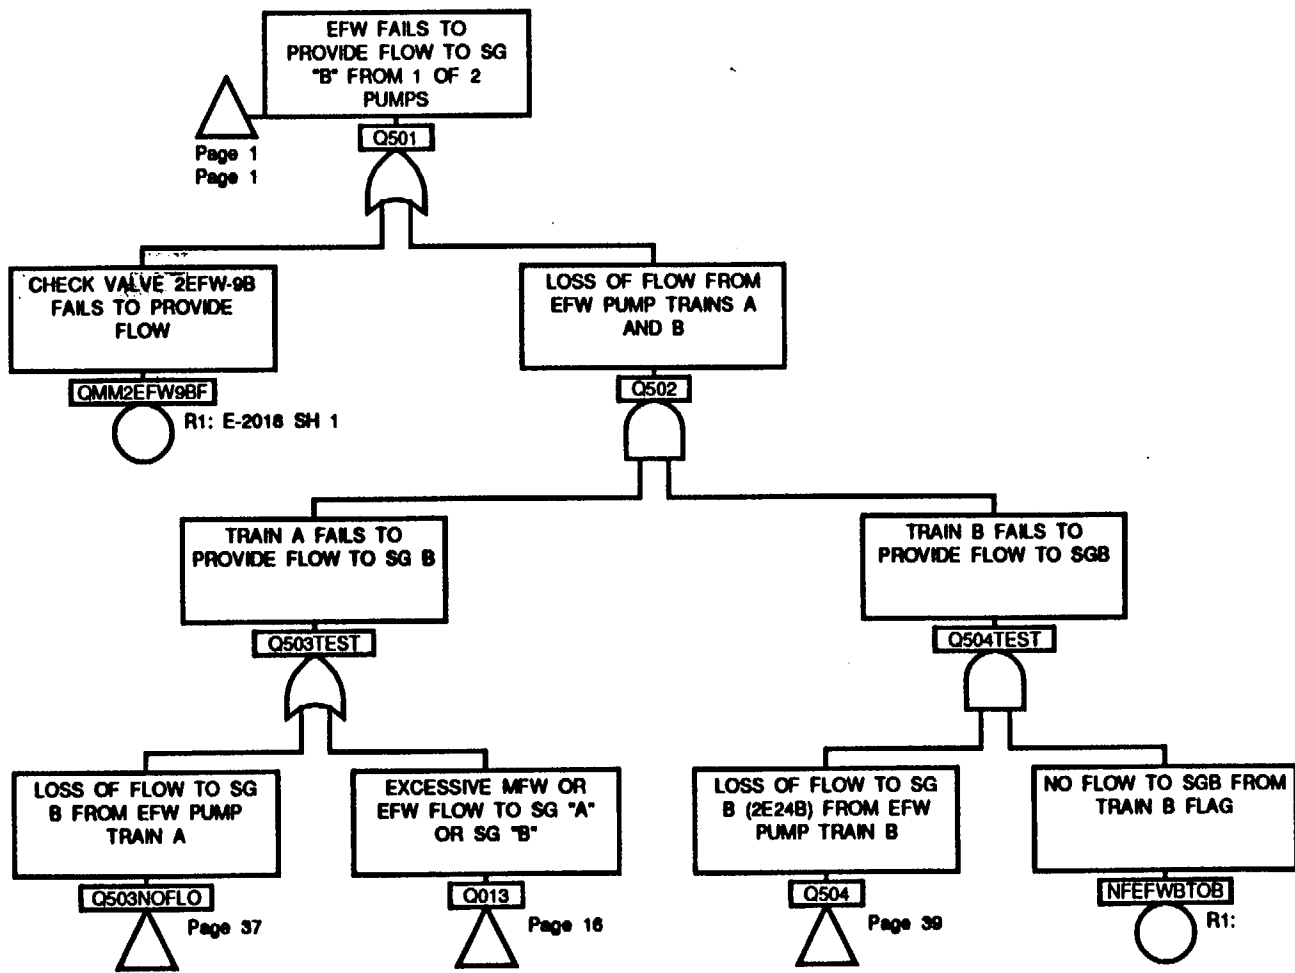 EFW FAILS TO
PROVIDE FLOW TO SG
"B" FROM 1 OF 2
PUMPS
Page 1
Page 1
Q501
CHECK VALVE 2EFW-9B
FAILS TO PROVIDE
FLOW
QMM2EFW9BF
R1: E-2018 SH 1
LOSS OF FLOW FROM
EFW PUMP TRAINS A
AND B
Q502
TRAIN A FAILS TO
PROVIDE FLOW TO SG B
Q503TEST
TRAIN B FAILS TO
PROVIDE FLOW TO SGB
Q504TEST
LOSS OF FLOW TO SG
B FROM EFW PUMP
TRAIN A
Q503NOFLO
Page 37
EXCESSIVE MFW OR
EFW FLOW TO SG "A"
OR SG "B"
Q013
Page 16
LOSS OF FLOW TO SG
B (2E24B) FROM EFW
PUMP TRAIN B
Q504
Page 39
NO FLOW TO SGB FROM
TRAIN B FLAG
NFEFWBTOB
R1: